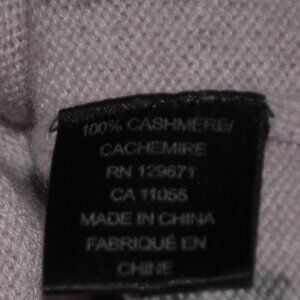 100% CASHMERE/
CACHEMIRE
RN 129671
CA 11055
MADE IN CHINA
FABRIQUÉ EN
CHINE